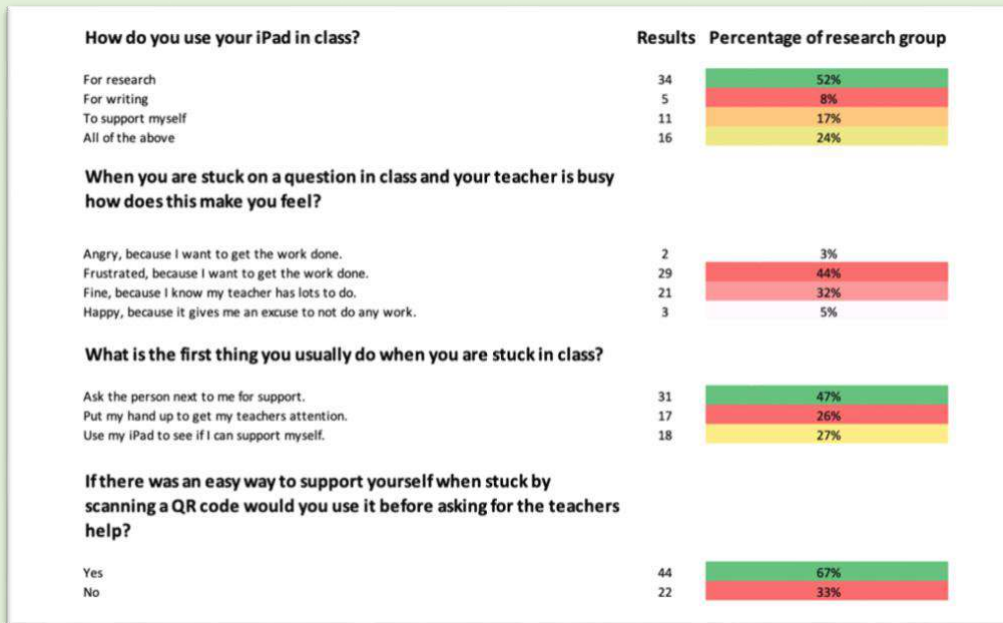 How do you use your iPad in class? Results Percentage of research group
For research 34 52%
For writing 5 8%
To support myself 11 17%
All of the above 16 24%
When you are stuck on a question in class and your teacher is busy
how does this make you feel?
Angry, because I want to get the work done. 2 3%
Frustrated, because I want to get the work done. 29 44%
Fine, because I know my teacher has lots to do. 21 32%
Happy, because it gives me an excuse to not do any work. 3 5%
What is the first thing you usually do when you are stuck in class?
Ask the person next to me for support. 31 47%
Put my hand up to get my teachers attention. 17 26%
Use my iPad to see if I can support myself. 18 27%
If there was an easy way to support yourself when stuck by
scanning a QR code would you use it before asking for the teachers
help?
Yes 44 67%
No 22 33%